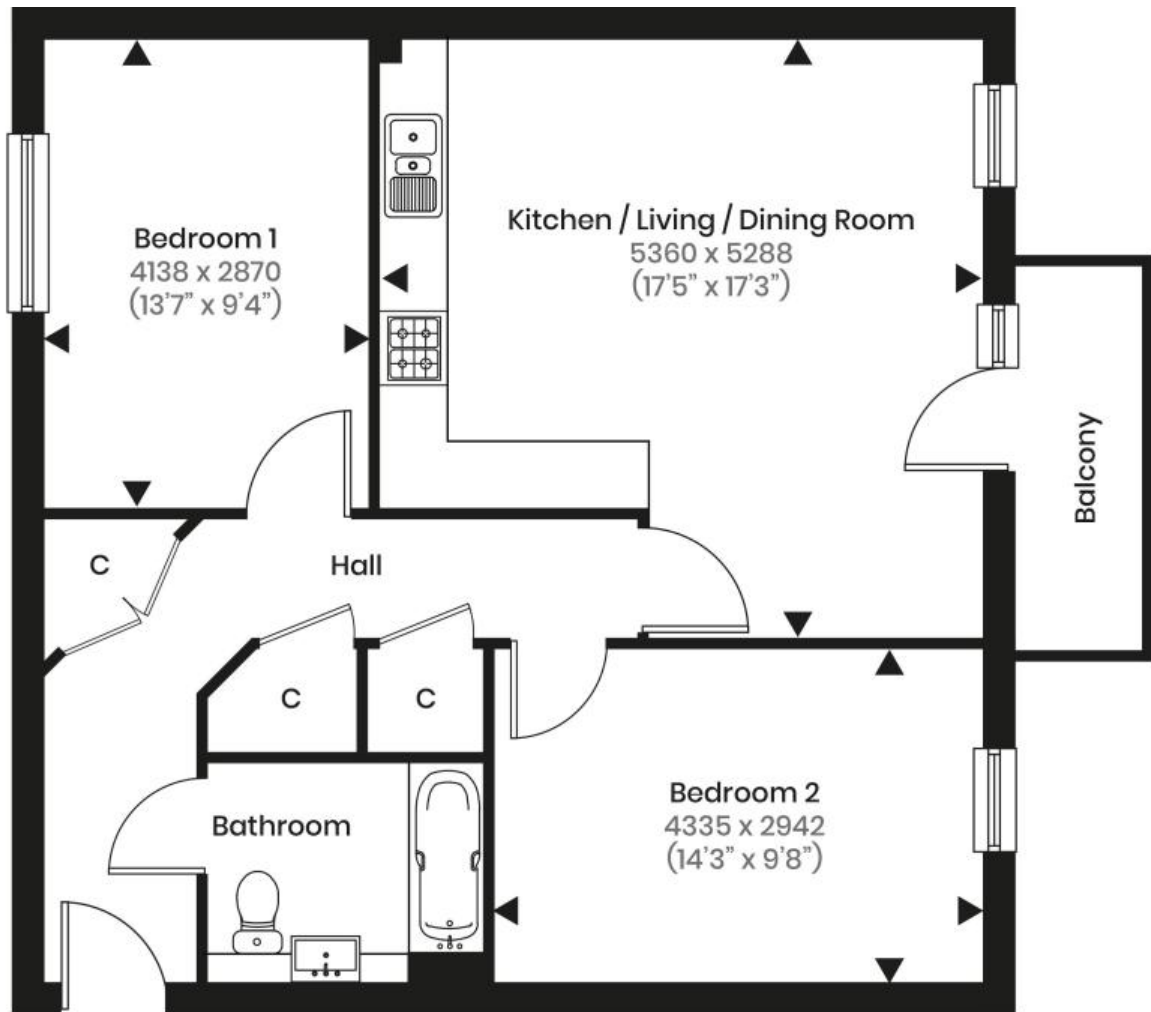 Bedroom 1
4138 x 2870
(13’7” x 9’4”)
Kitchen / Living / Dining Room
5360 x 5288
(17’5” x 17’3”)
Balcony
C
Hall
C
C
Bathroom
Bedroom 2
4335 x 2942
(14’3” x 9’8”)